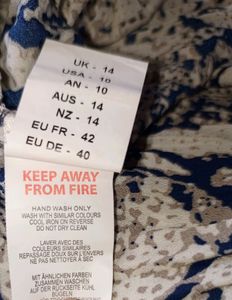 UK - 14
USA - 10
AN - 10
AUS - 14
NZ - 14
EU FR - 42
EU DE - 40
KEEP AWAY
FROM FIRE
HAND WASH ONLY
WASH WITH SIMILAR COLOURS
COOL IRON ON REVERSE
DO NOT DRY CLEAN
LAVER AVEC DES
COULEURS SIMILAIRES
REPASSAGE DOUX SUR L'ENVERS
NE PAS NETTOYER À SEC
MIT ÄHNLICHEN FARBEN
ZUSAMMEN WASCHEN
AUF DER RÜCKSEITE KÜHL
BÜGELN